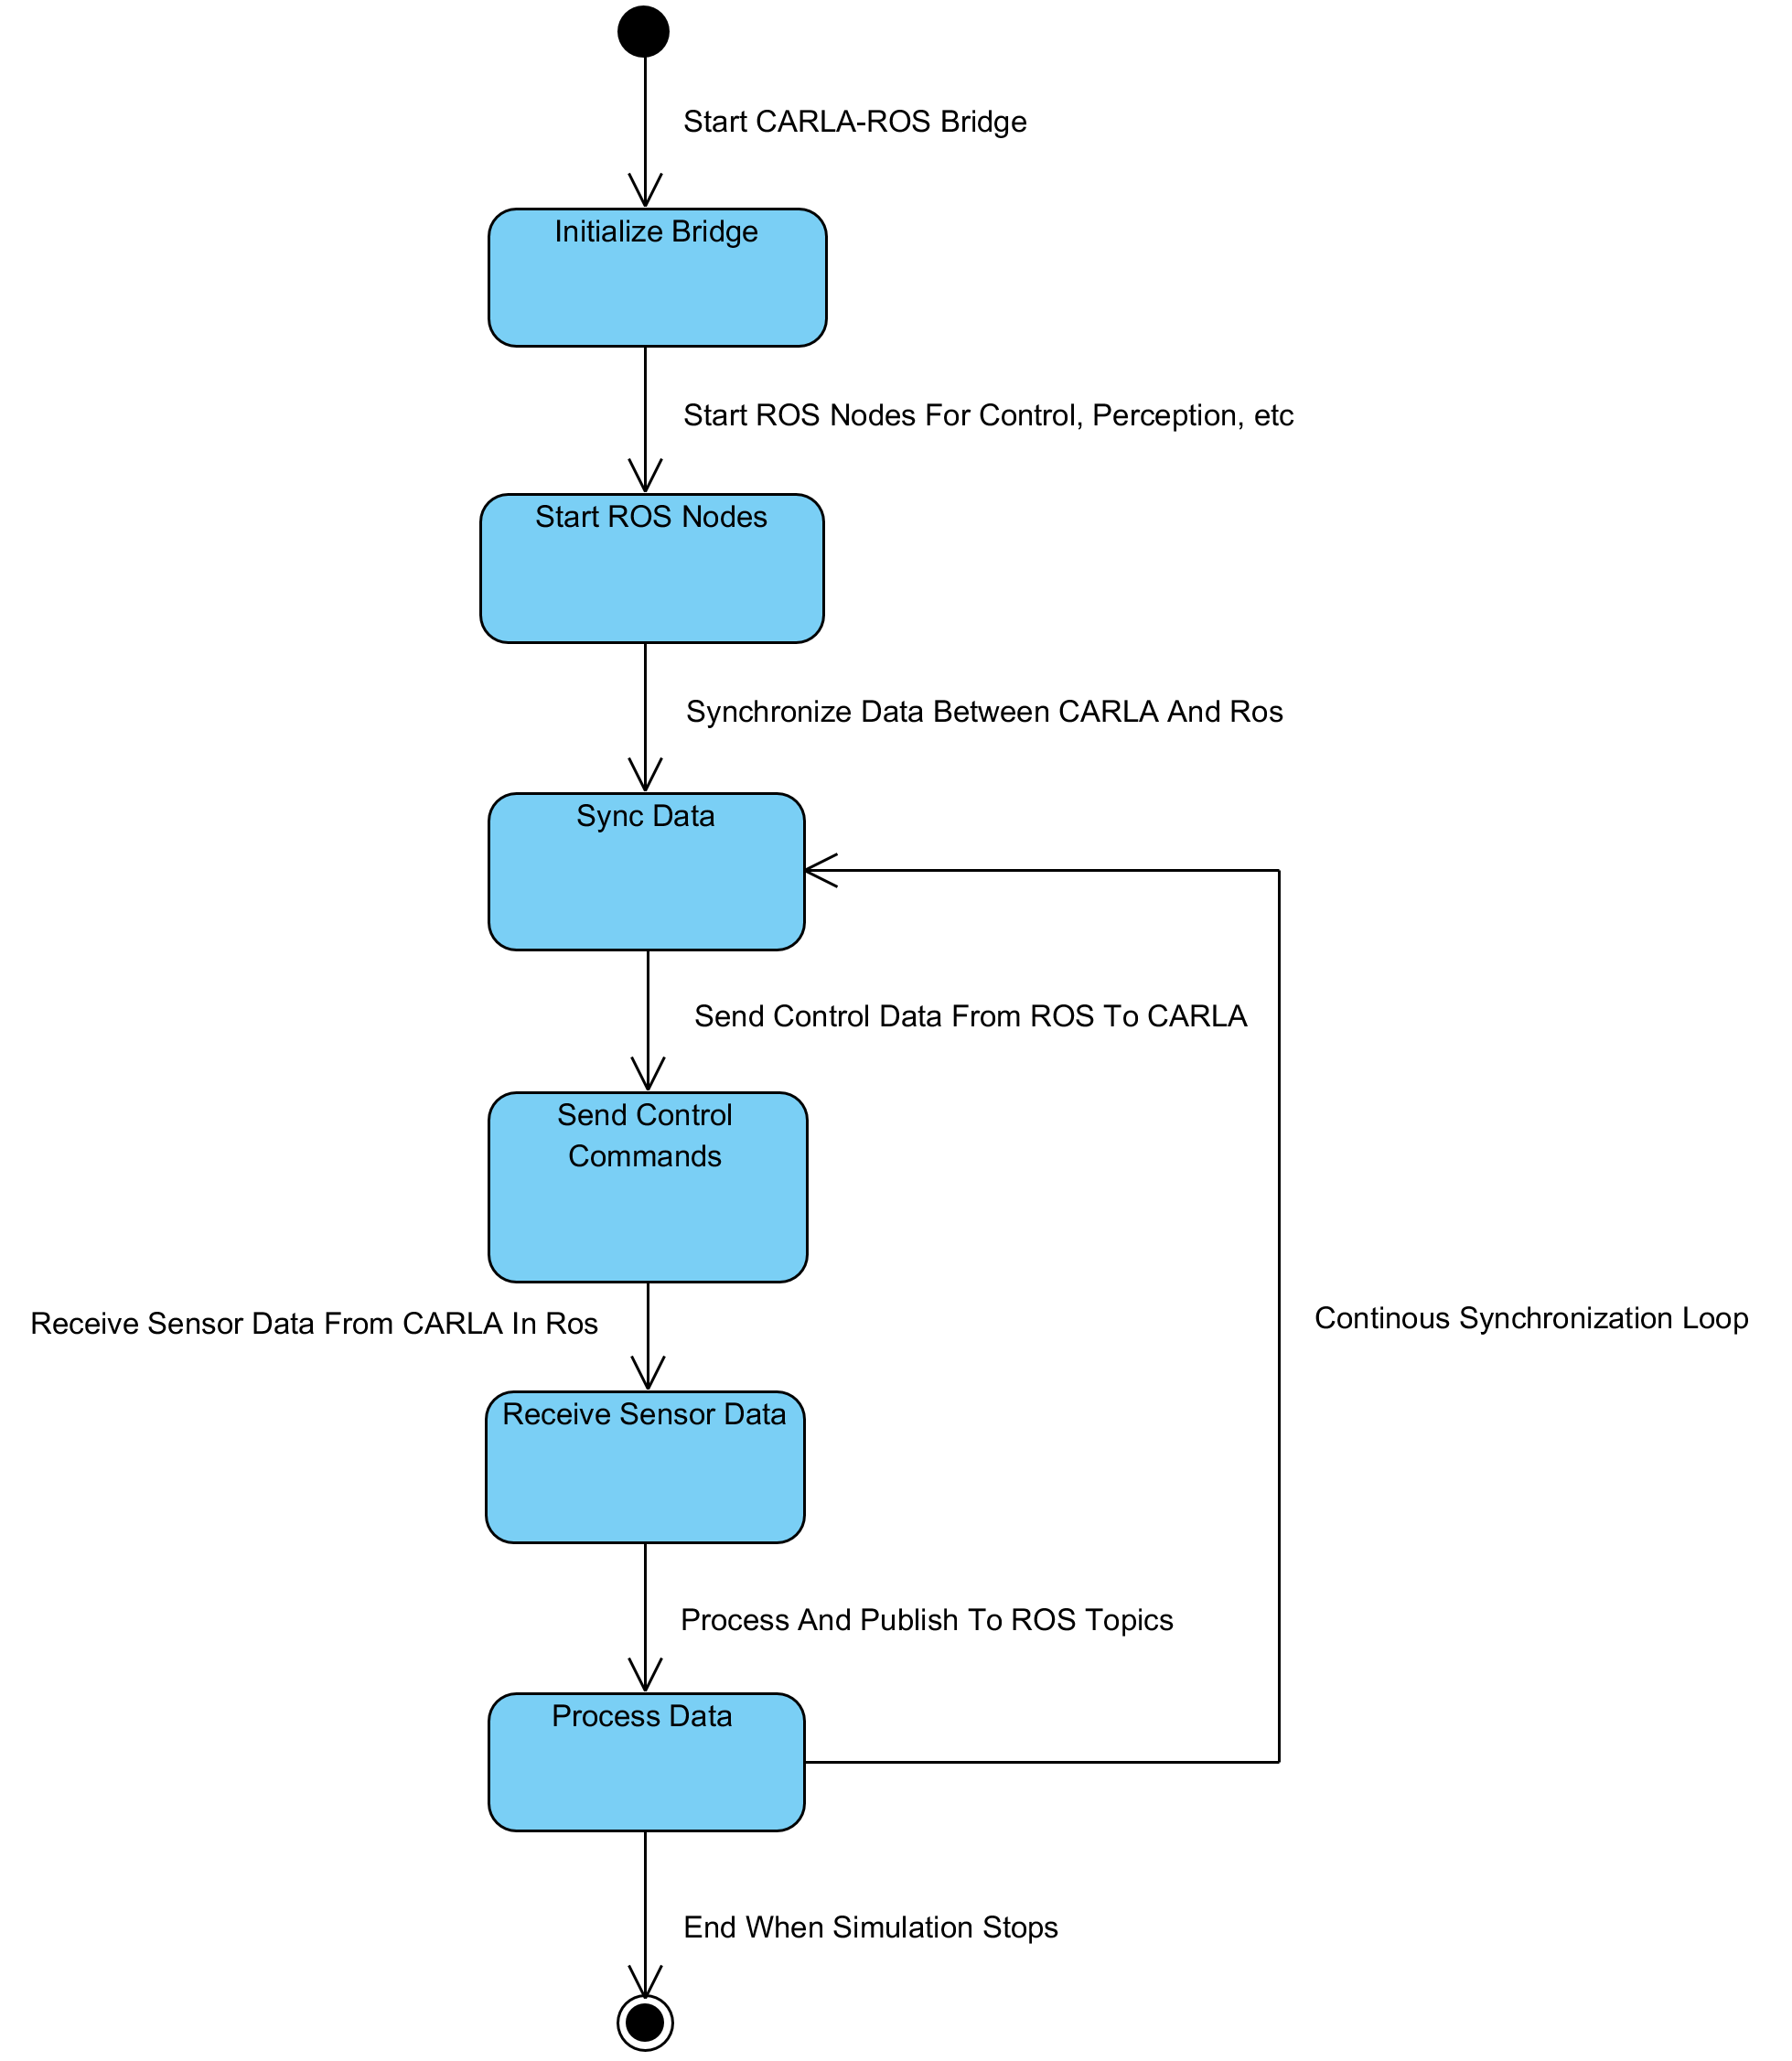 Start CARLA-ROS Bridge
Initialize Bridge
Start ROS Nodes For Control, Perception, etc
Start ROS Nodes
Synchronize Data Between CARLA And Ros
Sync Data
Send Control Data From ROS To CARLA
Send Control
Commands
Receive Sensor Data From CARLA In Ros
Continous Synchronization Loop
Receive Sensor Data
Process And Publish To ROS Topics
Process Data
End When Simulation Stops